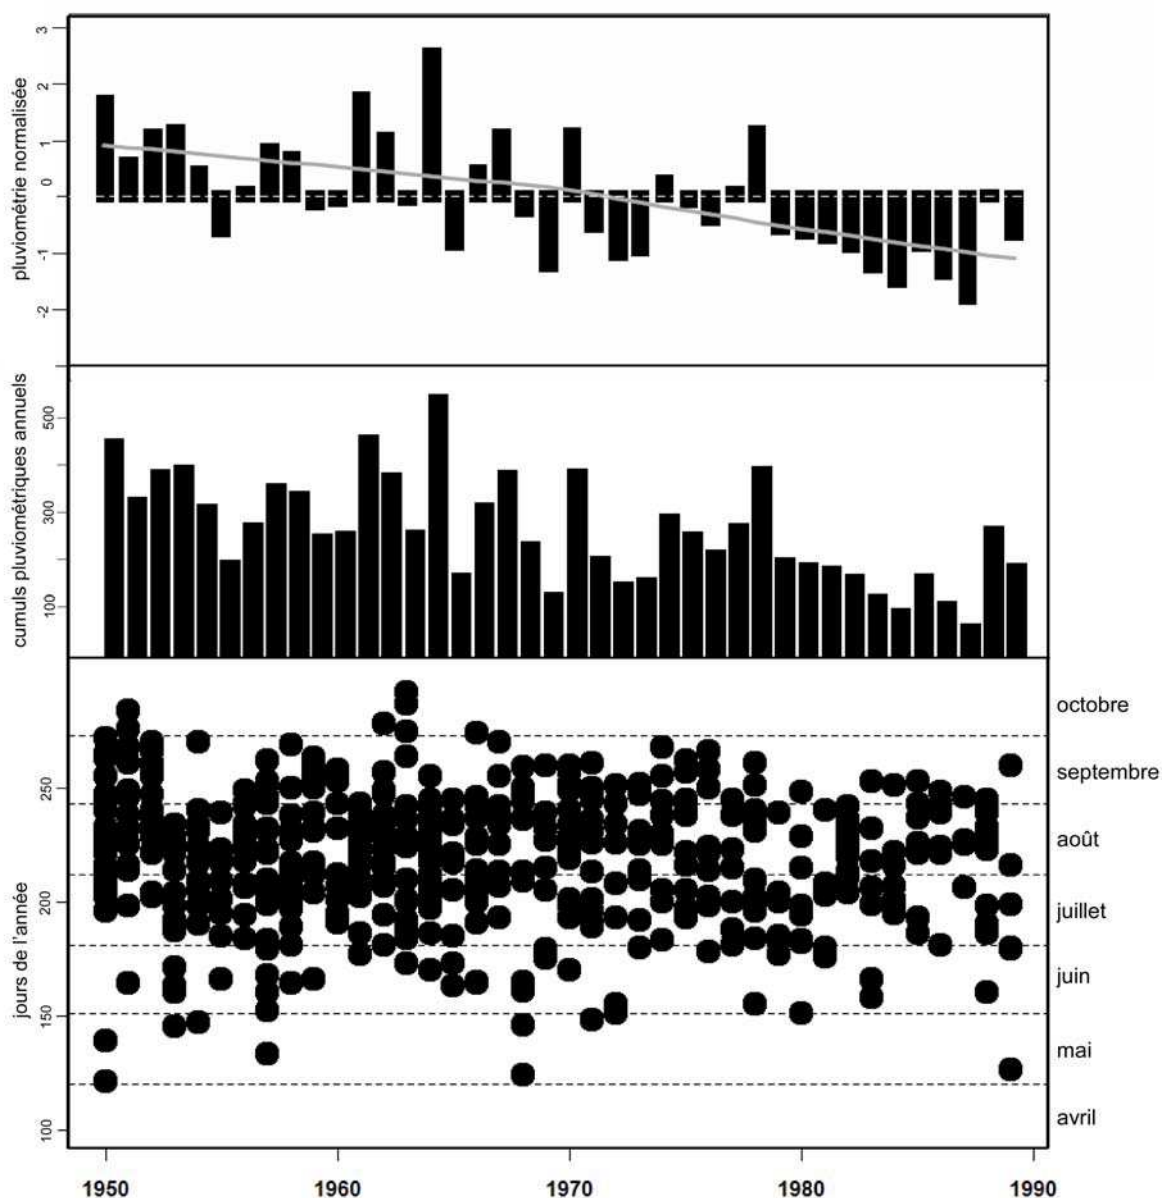 pluviométrie normalisée
3
2
1
0
-1
-2
cumuls pluviométriques annuels
500
300
100
jours de l'année
250
200
150
100
octobre
septembre
août
juillet
juin
mai
avril
1950 1960 1970 1980 1990